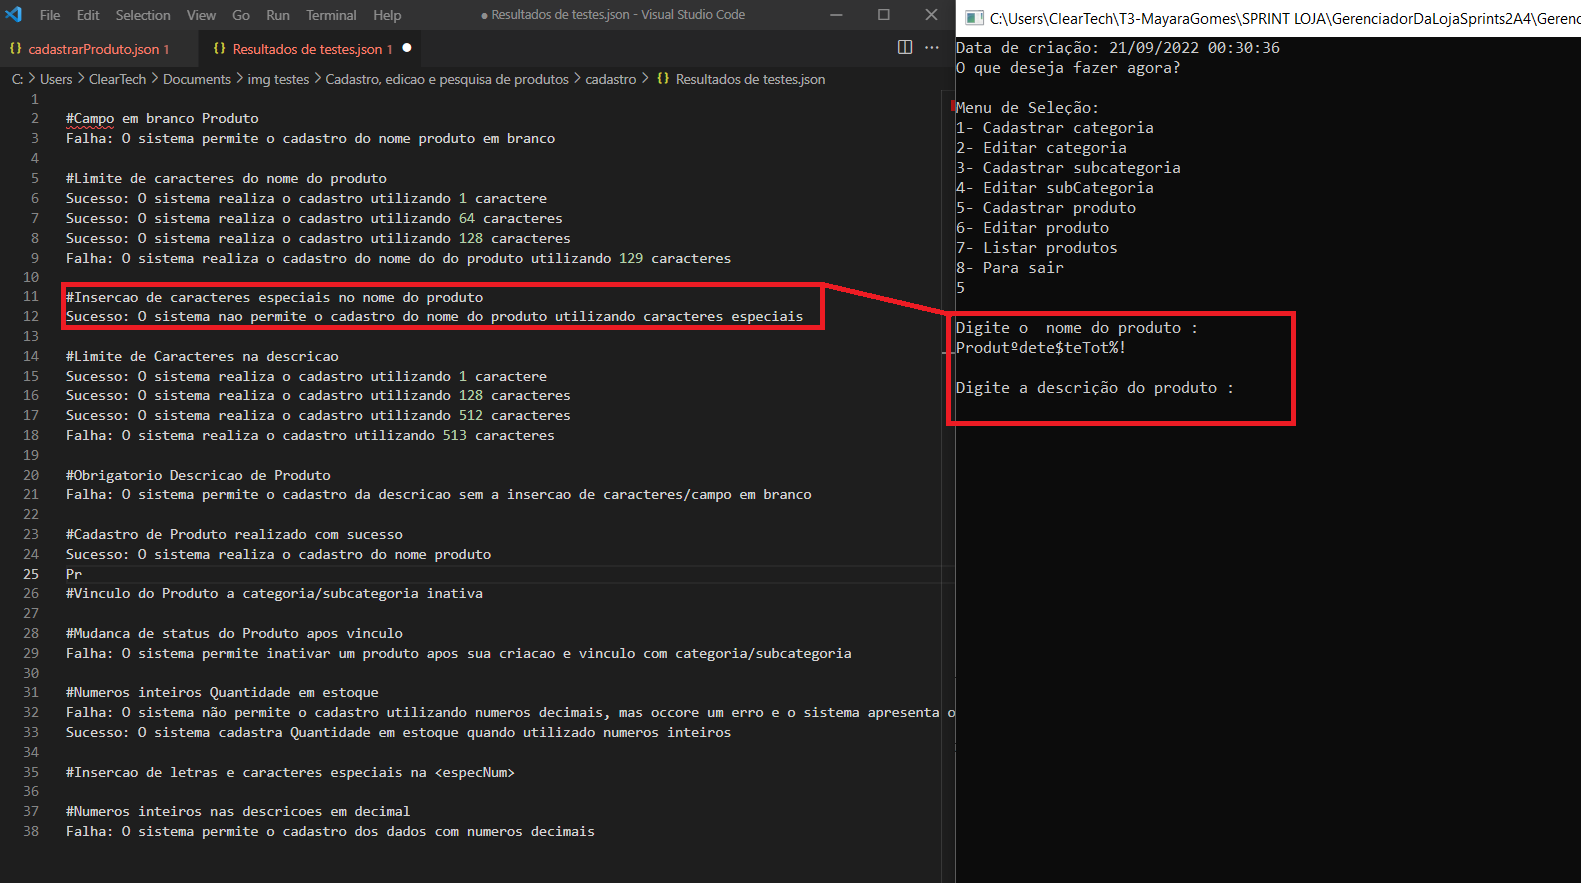 File Edit Selection View Go Run Terminal Help ● Resultados de testes.json - Visual Studio Code
{} cadastrarProduto.json 1 {} Resultados de testes.json 1 ●
C: > Users > ClearTech > Documents > img testes > Cadastro, edicao e pesquisa de produtos > cadastro > {} Resultados de testes.json
1
2 #Campo em branco Produto
3 Falha: O sistema permite o cadastro do nome produto em branco
4
5 #Limite de caracteres do nome do produto
6 Sucesso: O sistema realiza o cadastro utilizando 1 caractere
7 Sucesso: O sistema realiza o cadastro utilizando 64 caracteres
8 Sucesso: O sistema realiza o cadastro utilizando 128 caracteres
9 Falha: O sistema realiza o cadastro do nome do do produto utilizando 129 caracteres
10
11 #Insercao de caracteres especiais no nome do produto
12 Sucesso: O sistema nao permite o cadastro do nome do produto utilizando caracteres especiais
13
14 #Limite de Caracteres na descricao
15 Sucesso: O sistema realiza o cadastro utilizando 1 caractere
16 Sucesso: O sistema realiza o cadastro utilizando 128 caracteres
17 Sucesso: O sistema realiza o cadastro utilizando 512 caracteres
18 Falha: O sistema realiza o cadastro utilizando 513 caracteres
19
20 #Obrigatorio Descricao de Produto
21 Falha: O sistema permite o cadastro da descricao sem a insercao de caracteres/campo em branco
22
23 #Cadastro de Produto realizado com sucesso
24 Sucesso: O sistema realiza o cadastro do nome produto
25 Pr
26 #Vinculo do Produto a categoria/subcategoria inativa
27
28 #Mudanca de status do Produto apos vinculo
29 Falha: O sistema permite inativar um produto apos sua criacao e vinculo com categoria/subcategoria
30
31 #Numeros inteiros Quantidade em estoque
32 Falha: O sistema não permite o cadastro utilizando numeros decimais, mas occore um erro e o sistema apresenta o
33 Sucesso: O sistema cadastra Quantidade em estoque quando utilizado numeros inteiros
34
35 #Insercao de letras e caracteres especiais na <especNum>
36
37 #Numeros inteiros nas descricoes em decimal
38 Falha: O sistema permite o cadastro dos dados com numeros decimais
C:\Users\ClearTech\T3-MayaraGomes\SPRINT LOJA\GerenciadorDaLojaSprints2A4\Gerenc
Data de criação: 21/09/2022 00:30:36
O que deseja fazer agora?
Menu de Seleção:
1- Cadastrar categoria
2- Editar categoria
3- Cadastrar subcategoria
4- Editar subCategoria
5- Cadastrar produto
6- Editar produto
7- Listar produtos
8- Para sair
5
Digite o  nome do produto :
Produtºdete$teTot%!
Digite a descrição do produto :